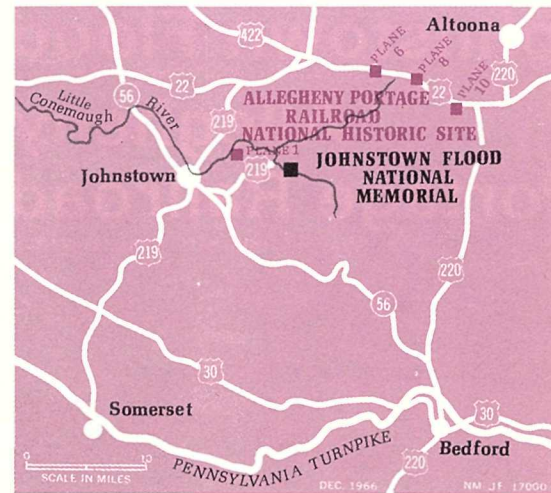 Altoona
422
PLANE 6
PLANE 8
220
22
22
PLANE 10
56
Little
Conemaugh
River
ALLEGHENY PORTAGE
RAILROAD
NATIONAL HISTORIC SITE
219
PLANE 1
219
JOHNSTOWN FLOOD
NATIONAL
MEMORIAL
Johnstown
219
220
56
30
Somerset
30
Bedford
PENNSYLVANIA TURNPIKE
220
0 10
SCALE IN MILES
DEC. 1966 NM JF 17000